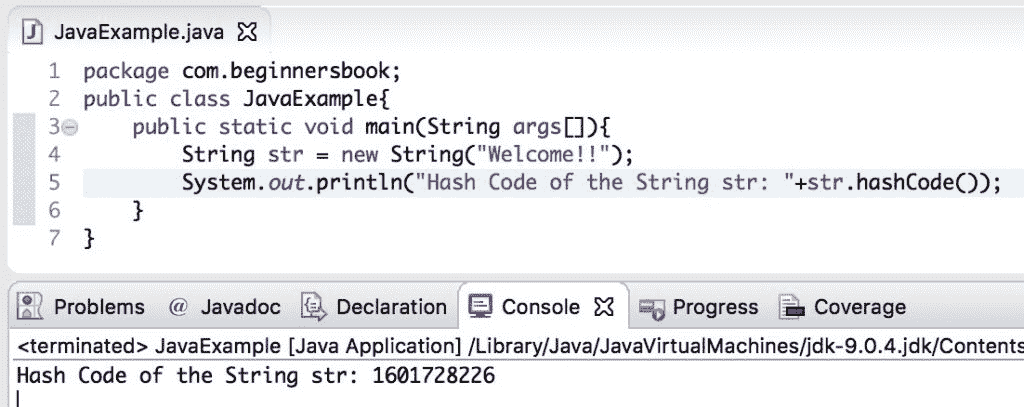 JavaExample.java
1 package com.beginnersbook;
2 public class JavaExample{
3 public static void main(String args[]){
4 String str = new String("Welcome!!");
5 System.out.println("Hash Code of the String str: "+str.hashCode());
6 }
7 }
Problems @ Javadoc Declaration Console Progress Coverage
<terminated> JavaExample [Java Application] /Library/Java/JavaVirtualMachines/jdk-9.0.4.jdk/Contents
Hash Code of the String str: 1601728226